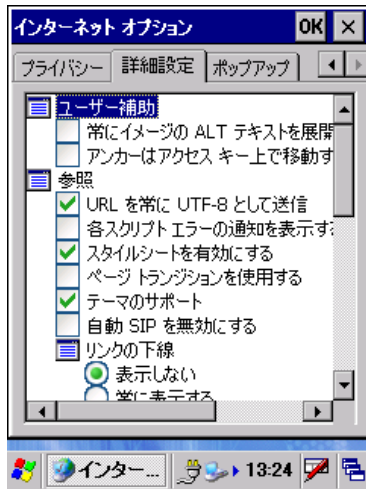 インターネット オプション OK ×
プライバシー 詳細設定 ポップアップ
ユーザー補助
常にイメージの ALT テキストを展開
アンカーはアクセス キー上で移動す
参照
URL を常に UTF-8 として送信
各スクリプト エラーの通知を表示す
スタイルシートを有効にする
ページ トランジションを使用する
テーマのサポート
自動 SIP を無効にする
リンクの下線
表示しない
常に表示する
インター... 13:24